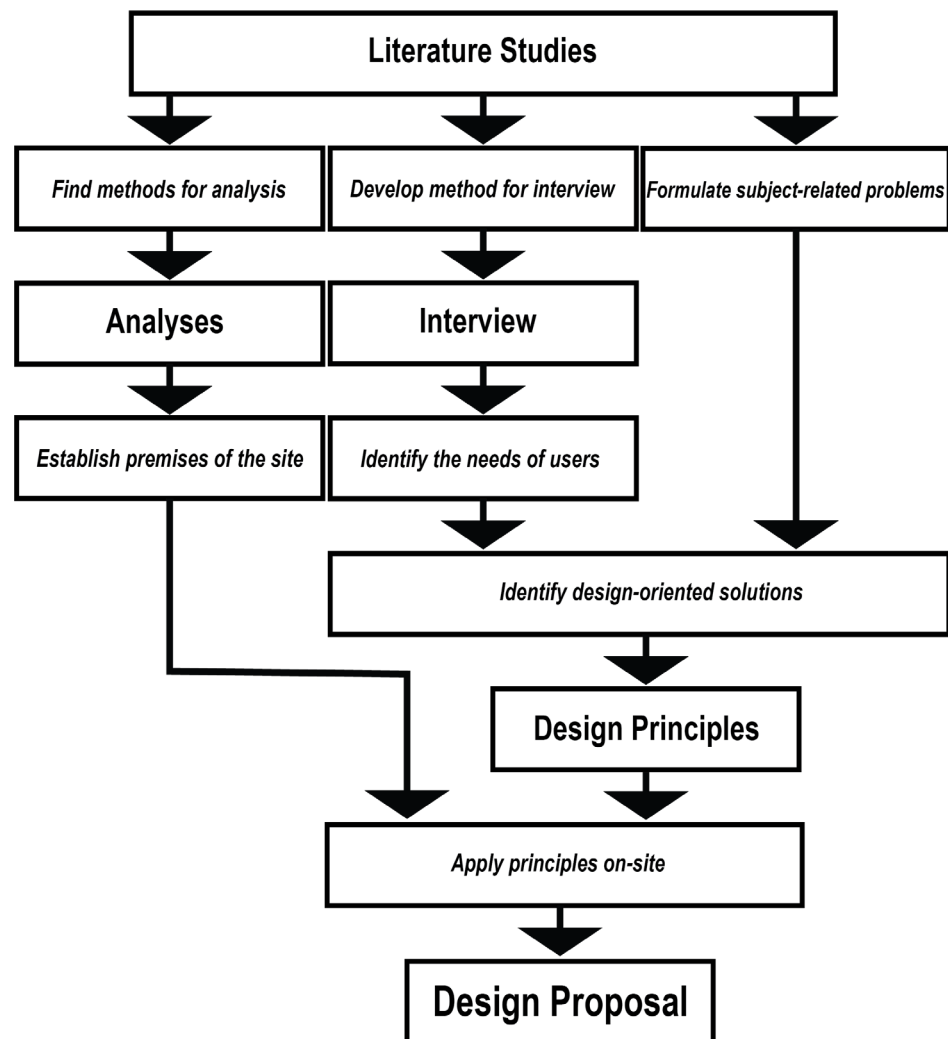 Literature Studies
Find methods for analysis
Develop method for interview
Formulate subject-related problems
Analyses
Interview
Establish premises of the site
Identify the needs of users
Identify design-oriented solutions
Design Principles
Apply principles on-site
Design Proposal